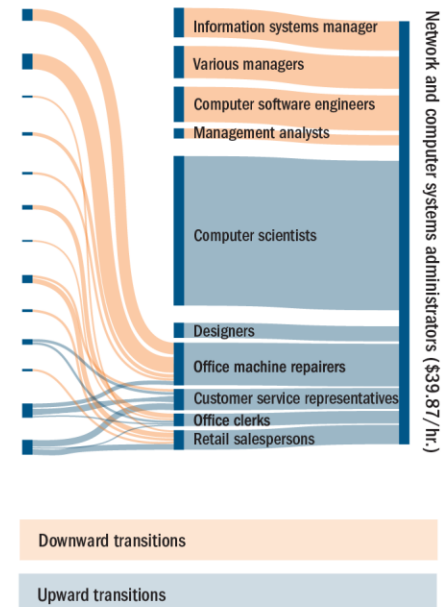 Information systems manager
Various managers
Computer software engineers
Management analysts
Computer scientists
Designers
Office machine repairers
Customer service representatives
Office clerks
Retail salespersons
Network and computer systems administrators ($39.87/hr.)
Downward transitions
Upward transitions